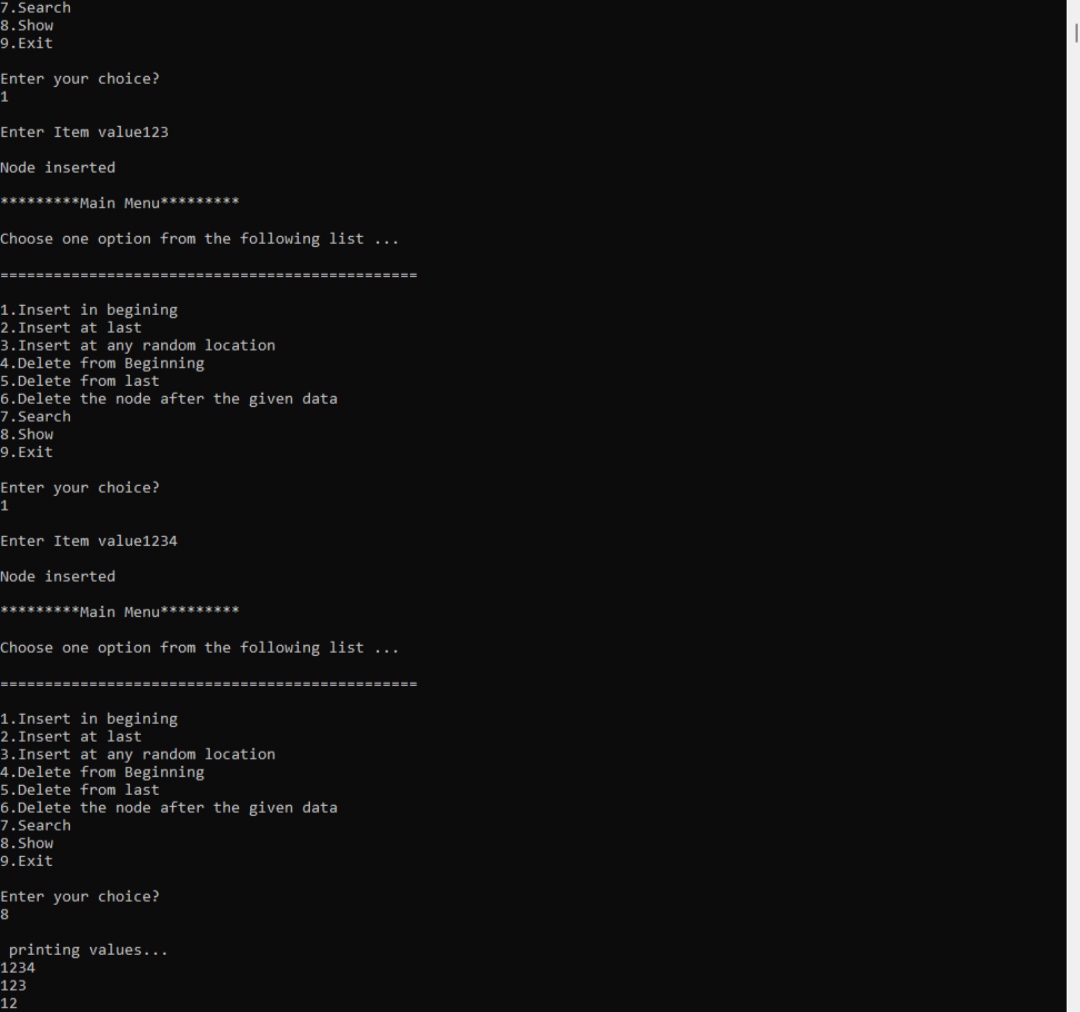 7.Search
8.Show
9.Exit
Enter your choice?
1
Enter Item value123
Node inserted
*********Main Menu*********
Choose one option from the following list ...
===============================================
1.Insert in begining
2.Insert at last
3.Insert at any random location
4.Delete from Beginning
5.Delete from last
6.Delete the node after the given data
7.Search
8.Show
9.Exit
Enter your choice?
1
Enter Item value1234
Node inserted
*********Main Menu*********
Choose one option from the following list ...
===============================================
1.Insert in begining
2.Insert at last
3.Insert at any random location
4.Delete from Beginning
5.Delete from last
6.Delete the node after the given data
7.Search
8.Show
9.Exit
Enter your choice?
8
printing values...
1234
123
12